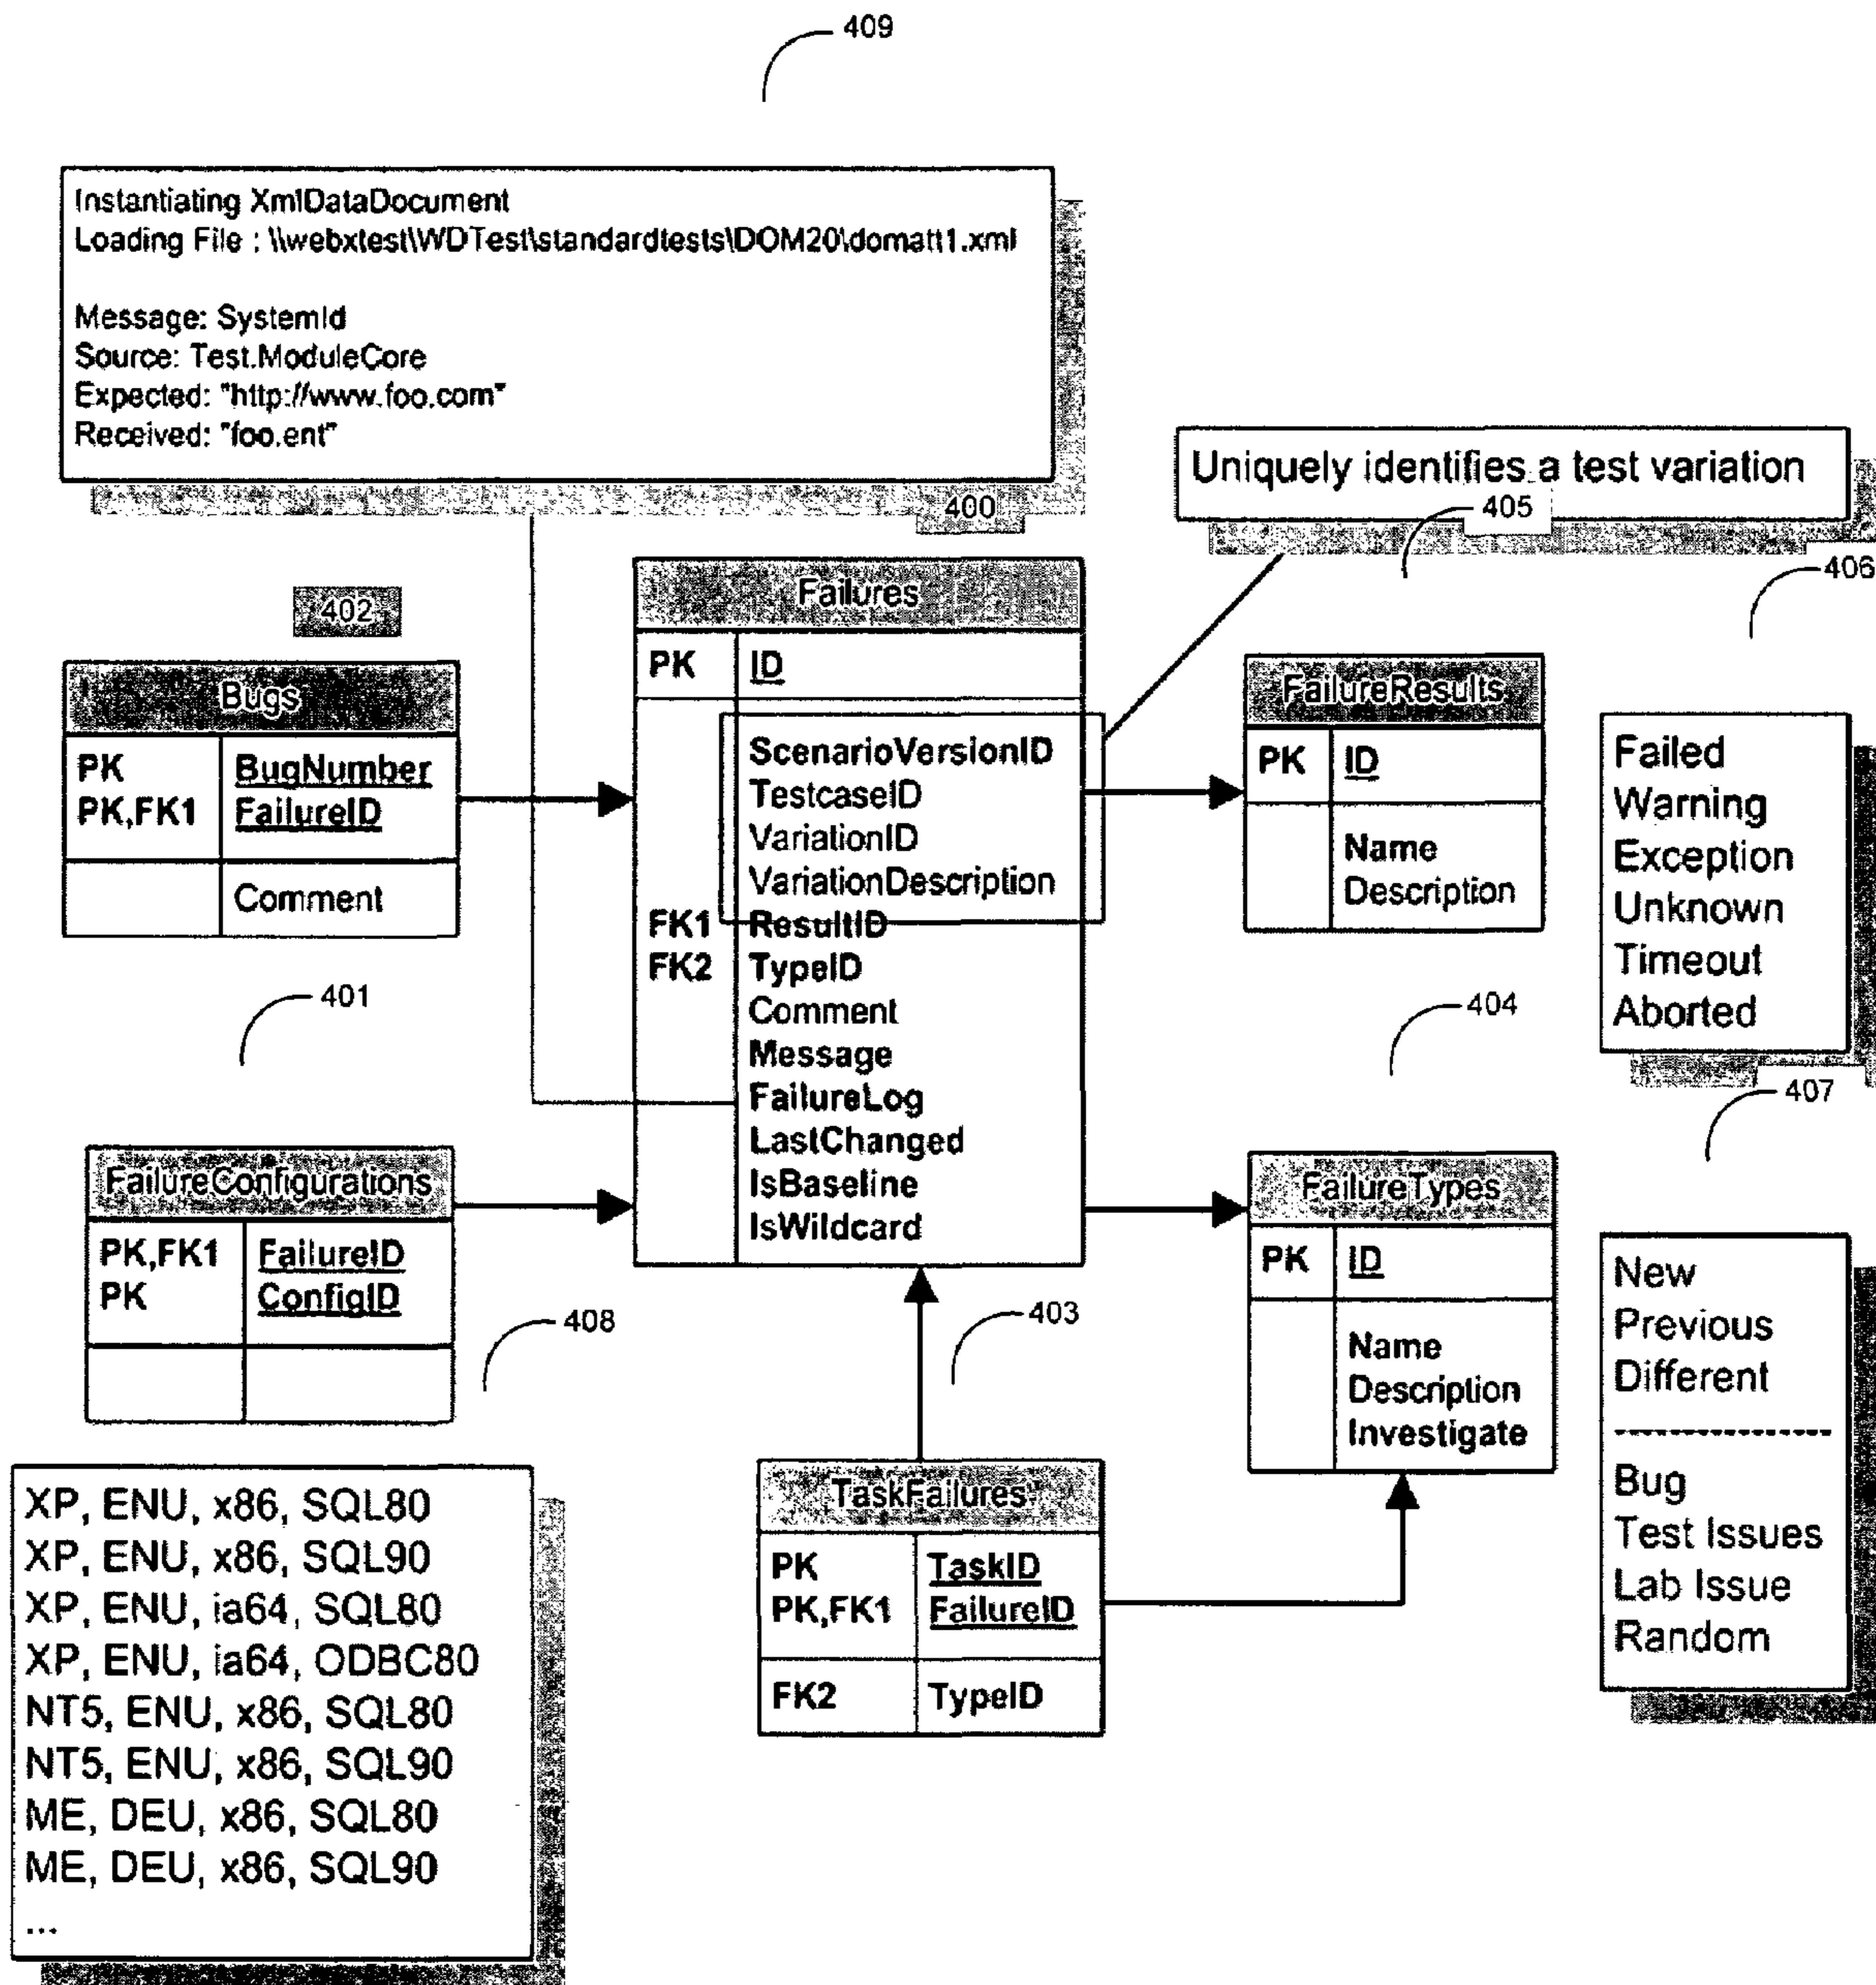 409
Instantiating XmlDataDocument
Loading File : \\webxtest\WDTest\standardtests\DOM20\domatt1.xml
Message: SystemId
Source: Test.ModuleCore
Expected: "http://www.foo.com"
Received: "foo.ent"
400
Uniquely identifies a test variation
405
406
402
Bugs
PK BugNumber
PK,FK1 FailureID
Comment
Failures
PK ID
ScenarioVersionID
TestcaseID
VariationID
VariationDescription
FK1 ResultID
FK2 TypeID
Comment
Message
FailureLog
LastChanged
IsBaseline
IsWildcard
FailureResults
PK ID
Name
Description
Failed
Warning
Exception
Unknown
Timeout
Aborted
401
404
407
FailureConfigurations
PK,FK1 FailureID
PK ConfigID
408
403
FailureTypes
PK ID
Name
Description
Investigate
New
Previous
Different
---------------
Bug
Test Issues
Lab Issue
Random
TaskFailures
PK TaskID
PK,FK1 FailureID
FK2 TypeID
XP, ENU, x86, SQL80
XP, ENU, x86, SQL90
XP, ENU, ia64, SQL80
XP, ENU, ia64, ODBC80
NT5, ENU, x86, SQL80
NT5, ENU, x86, SQL90
ME, DEU, x86, SQL80
ME, DEU, x86, SQL90
...